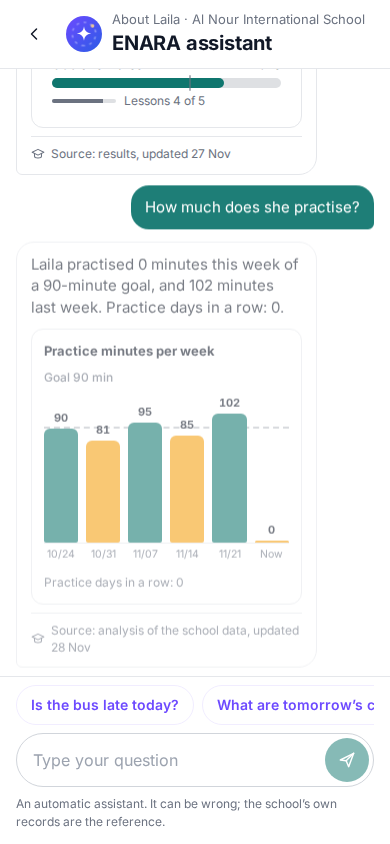 About Laila · Al Nour International School
ENARA assistant
Lessons 4 of 5
Source: results, updated 27 Nov
How much does she practise?
Laila practised 0 minutes this week of
a 90-minute goal, and 102 minutes
last week. Practice days in a row: 0.
Practice minutes per week
Goal 90 min
90
81
95
85
102
0
10/24
10/31
11/07
11/14
11/21
Now
Practice days in a row: 0
Source: analysis of the school data, updated
28 Nov
Is the bus late today?
What are tomorrow’s c
Type your question
An automatic assistant. It can be wrong; the school’s own
records are the reference.